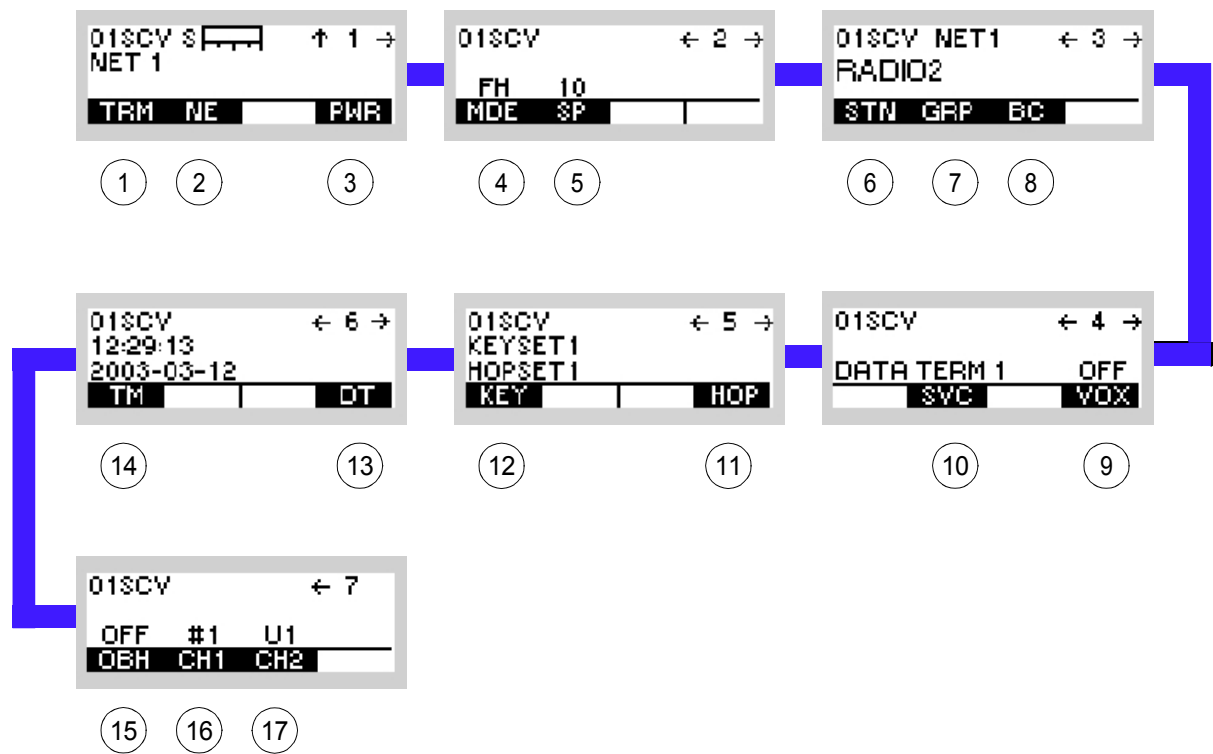 01SCV S ↑ 1 →
NET 1
TRM NE PWR
1 2 3
01SCV ← 2 →
FH 10
MDE SP
4 5
01SCV NET1 ← 3 →
RADIO2
STN GRP BC
6 7 8
01SCV ← 6 →
12:29:13
2003-03-12
TM DT
14 13
01SCV ← 5 →
KEYSET1
HOPSET1
KEY HOP
12 11
01SCV ← 4 →
DATA TERM 1 OFF
SVC VOX
10 9
01SCV ← 7
OFF #1 U1
OBH CH1 CH2
15 16 17